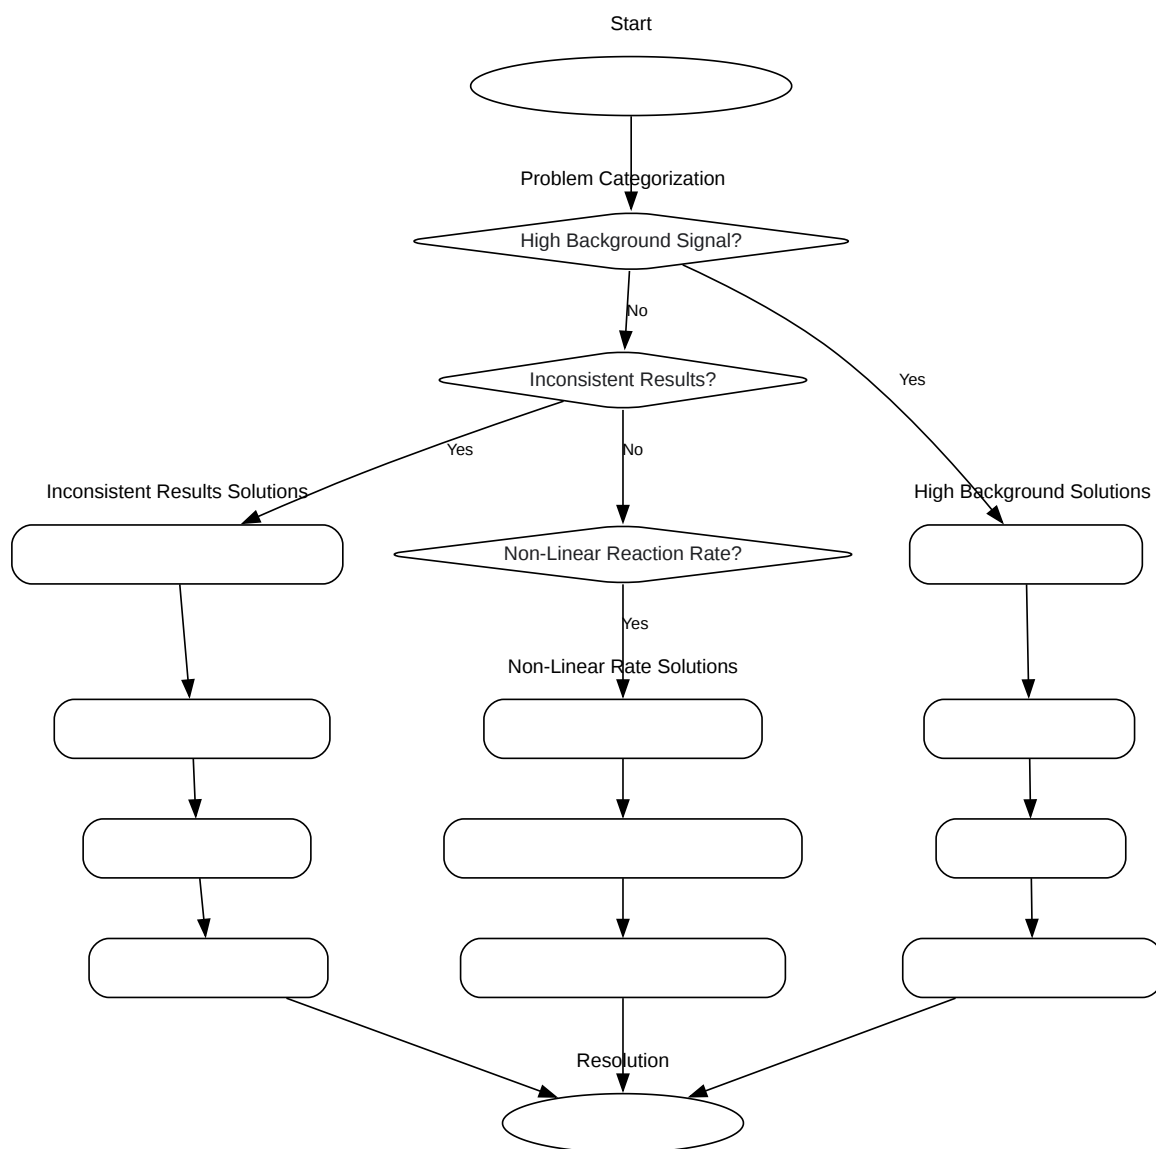 Start
Problem Categorization
High Background Signal?
No
Inconsistent Results?
Yes
Yes
No
Inconsistent Results Solutions
High Background Solutions
Non-Linear Reaction Rate?
Yes
Non-Linear Rate Solutions
Resolution